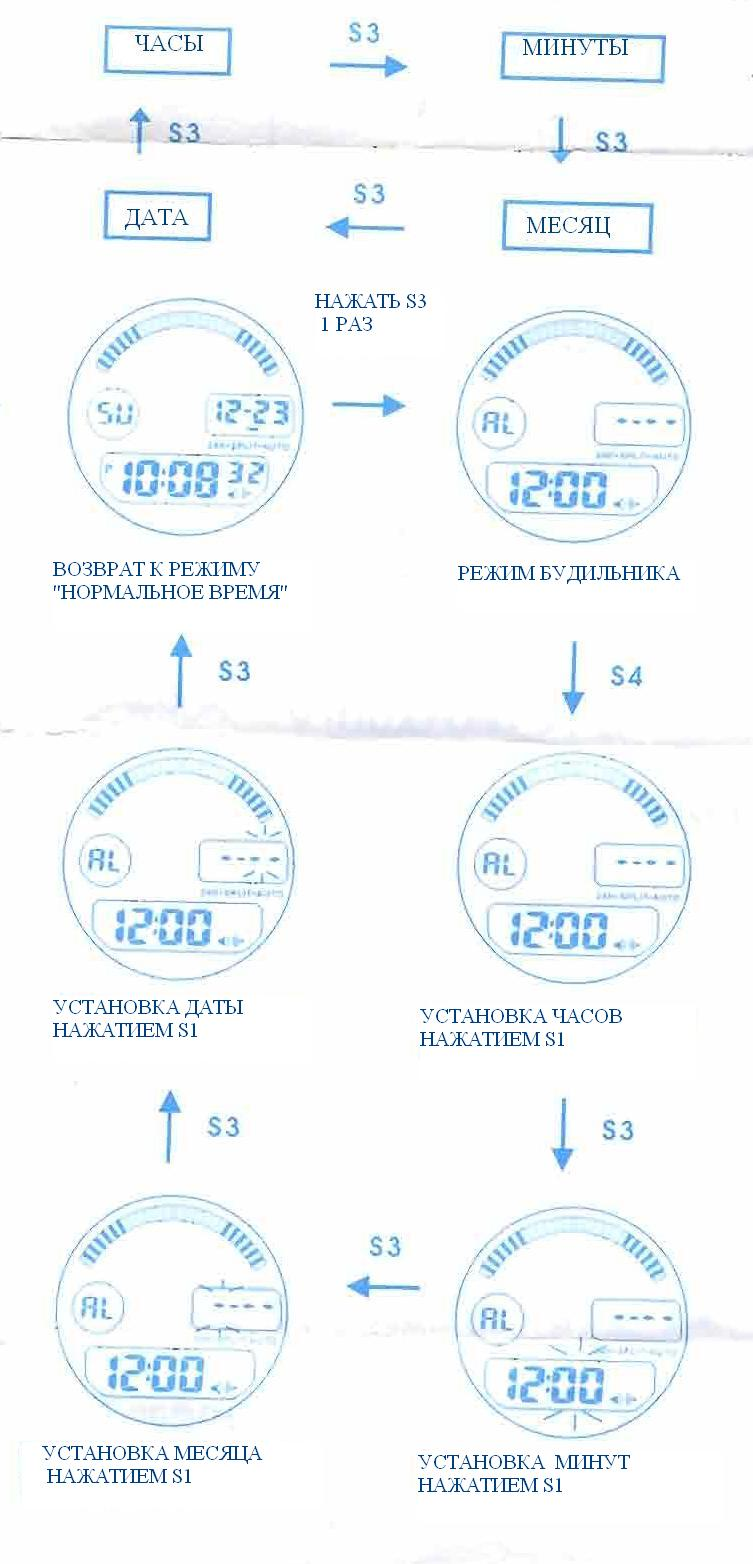 ЧАСЫ
S3
МИНУТЫ
S3
S3
S3
ДАТА
МЕСЯЦ
НАЖАТЬ S3
1 РАЗ
SU
12-23
P 10:08 32
AL
----
12:00
ВОЗВРАТ К РЕЖИМУ
"НОРМАЛЬНОЕ ВРЕМЯ"
РЕЖИМ БУДИЛЬНИКА
S3
S4
AL
----
12:00
AL
----
12:00
УСТАНОВКА ДАТЫ
НАЖАТИЕМ S1
УСТАНОВКА ЧАСОВ
НАЖАТИЕМ S1
S3
S3
S3
AL
----
12:00
AL
----
12:00
УСТАНОВКА МЕСЯЦА
НАЖАТИЕМ S1
УСТАНОВКА МИНУТ
НАЖАТИЕМ S1